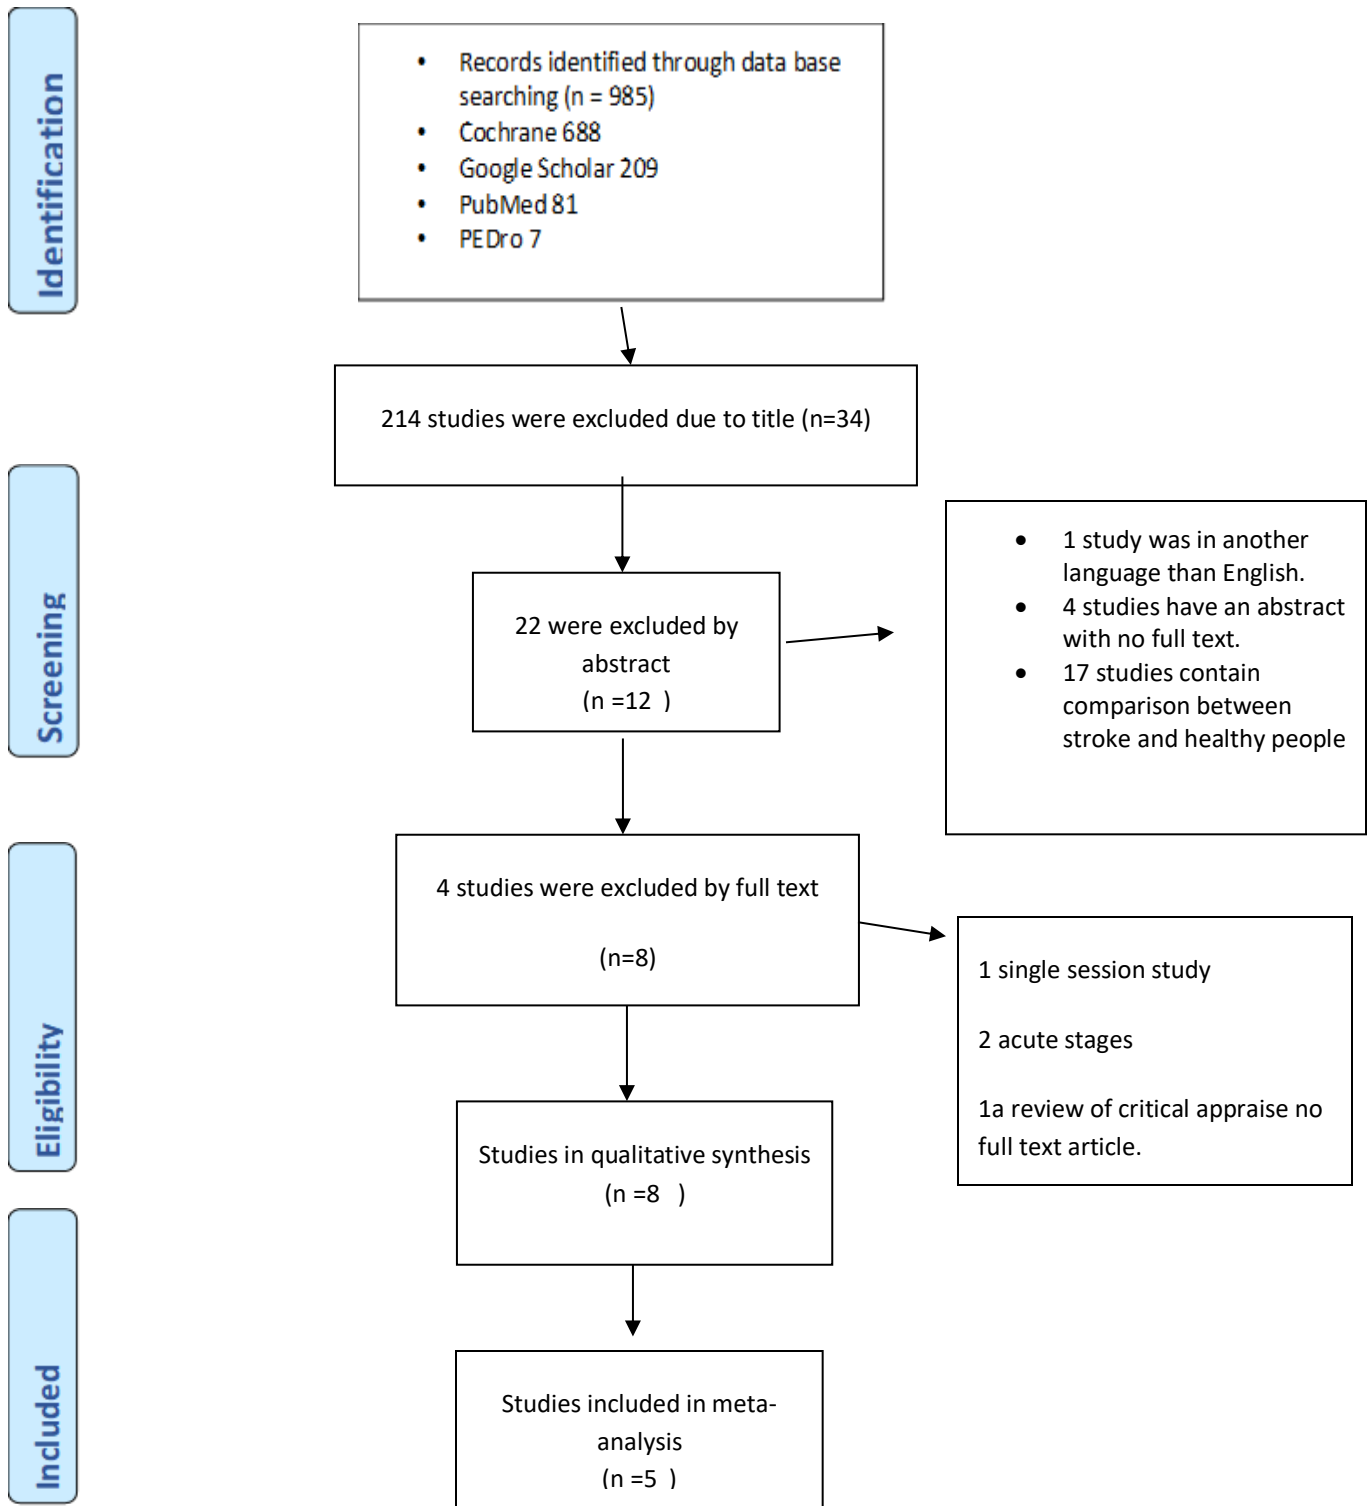 Identification
• Records identified through data base
searching (n = 985)
• Cochrane 688
• Google Scholar 209
• PubMed 81
• PEDro 7
214 studies were excluded due to title (n=34)
Screening
22 were excluded by
abstract
(n =12 )
• 1 study was in another
language than English.
• 4 studies have an abstract
with no full text.
• 17 studies contain
comparison between
stroke and healthy people
Eligibility
4 studies were excluded by full text
(n=8)
1 single session study
2 acute stages
1a review of critical appraise no
full text article.
Studies in qualitative synthesis
(n =8 )
Included
Studies included in meta-
analysis
(n =5 )